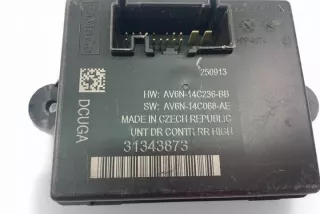 250913
HW: AV6N-14C236-BB
SW: AV6N-14C068-AE
DCUGA
MADE IN CZECH REPUBLIC
UNT DR CONTR RR HIGH
31343873